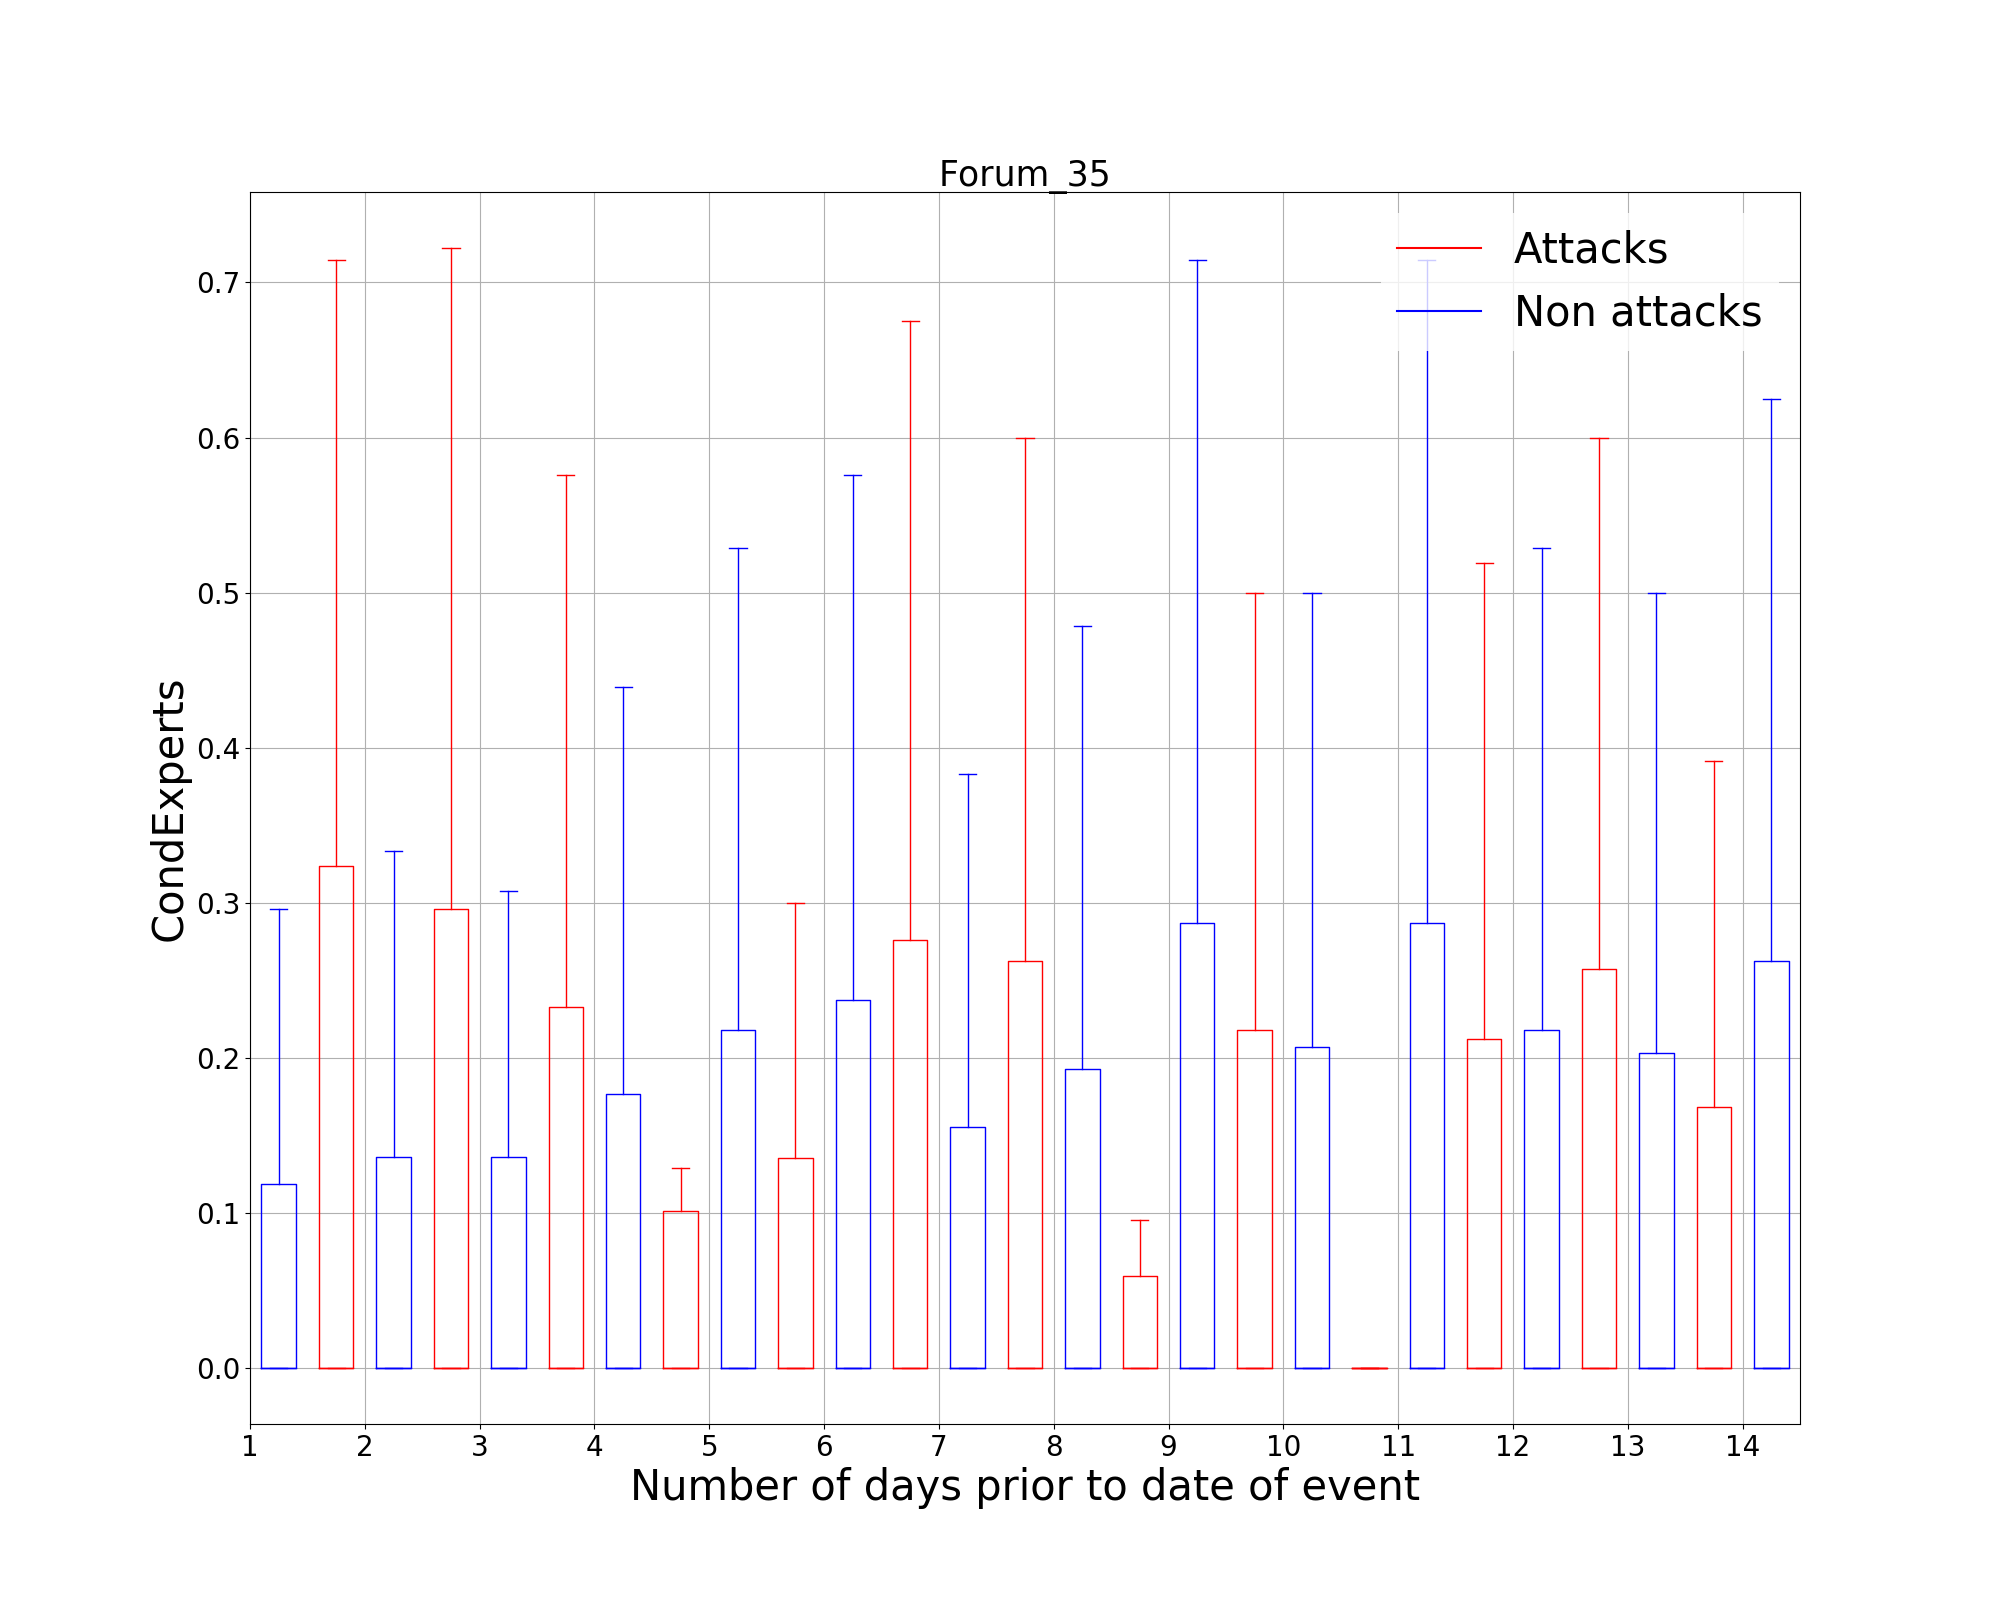 Forum_35
Attacks
Non attacks
CondExperts
0.7
0.6
0.5
0.4
0.3
0.2
0.1
0.0
1 2 3 4 5 6 7 8 9 10 11 12 13 14
Number of days prior to date of event